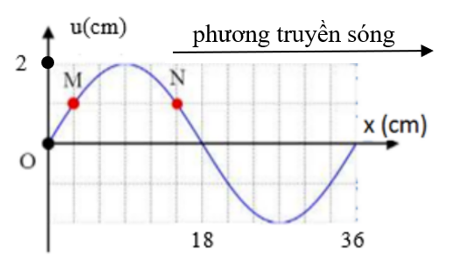 u(cm)
phương truyền sóng
2
M
N
x (cm)
O
18
36